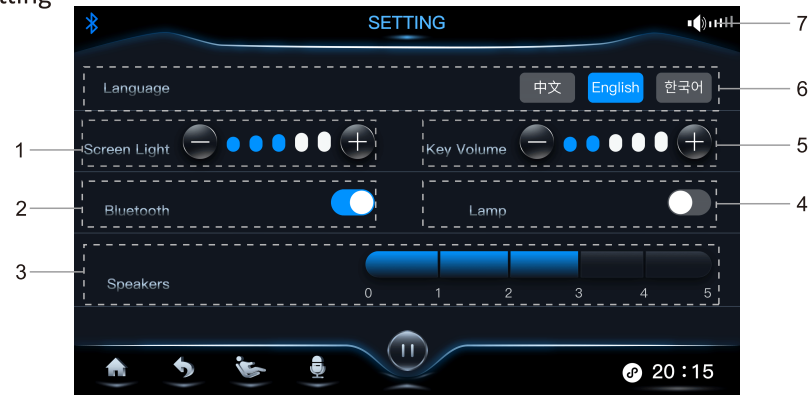 tting
SETTING
7
Language 中文 English 한국어
6
1
Screen Light
Key Volume
5
2
Bluetooth
Lamp
4
3
Speakers
0 1 2 3 4 5
20:15